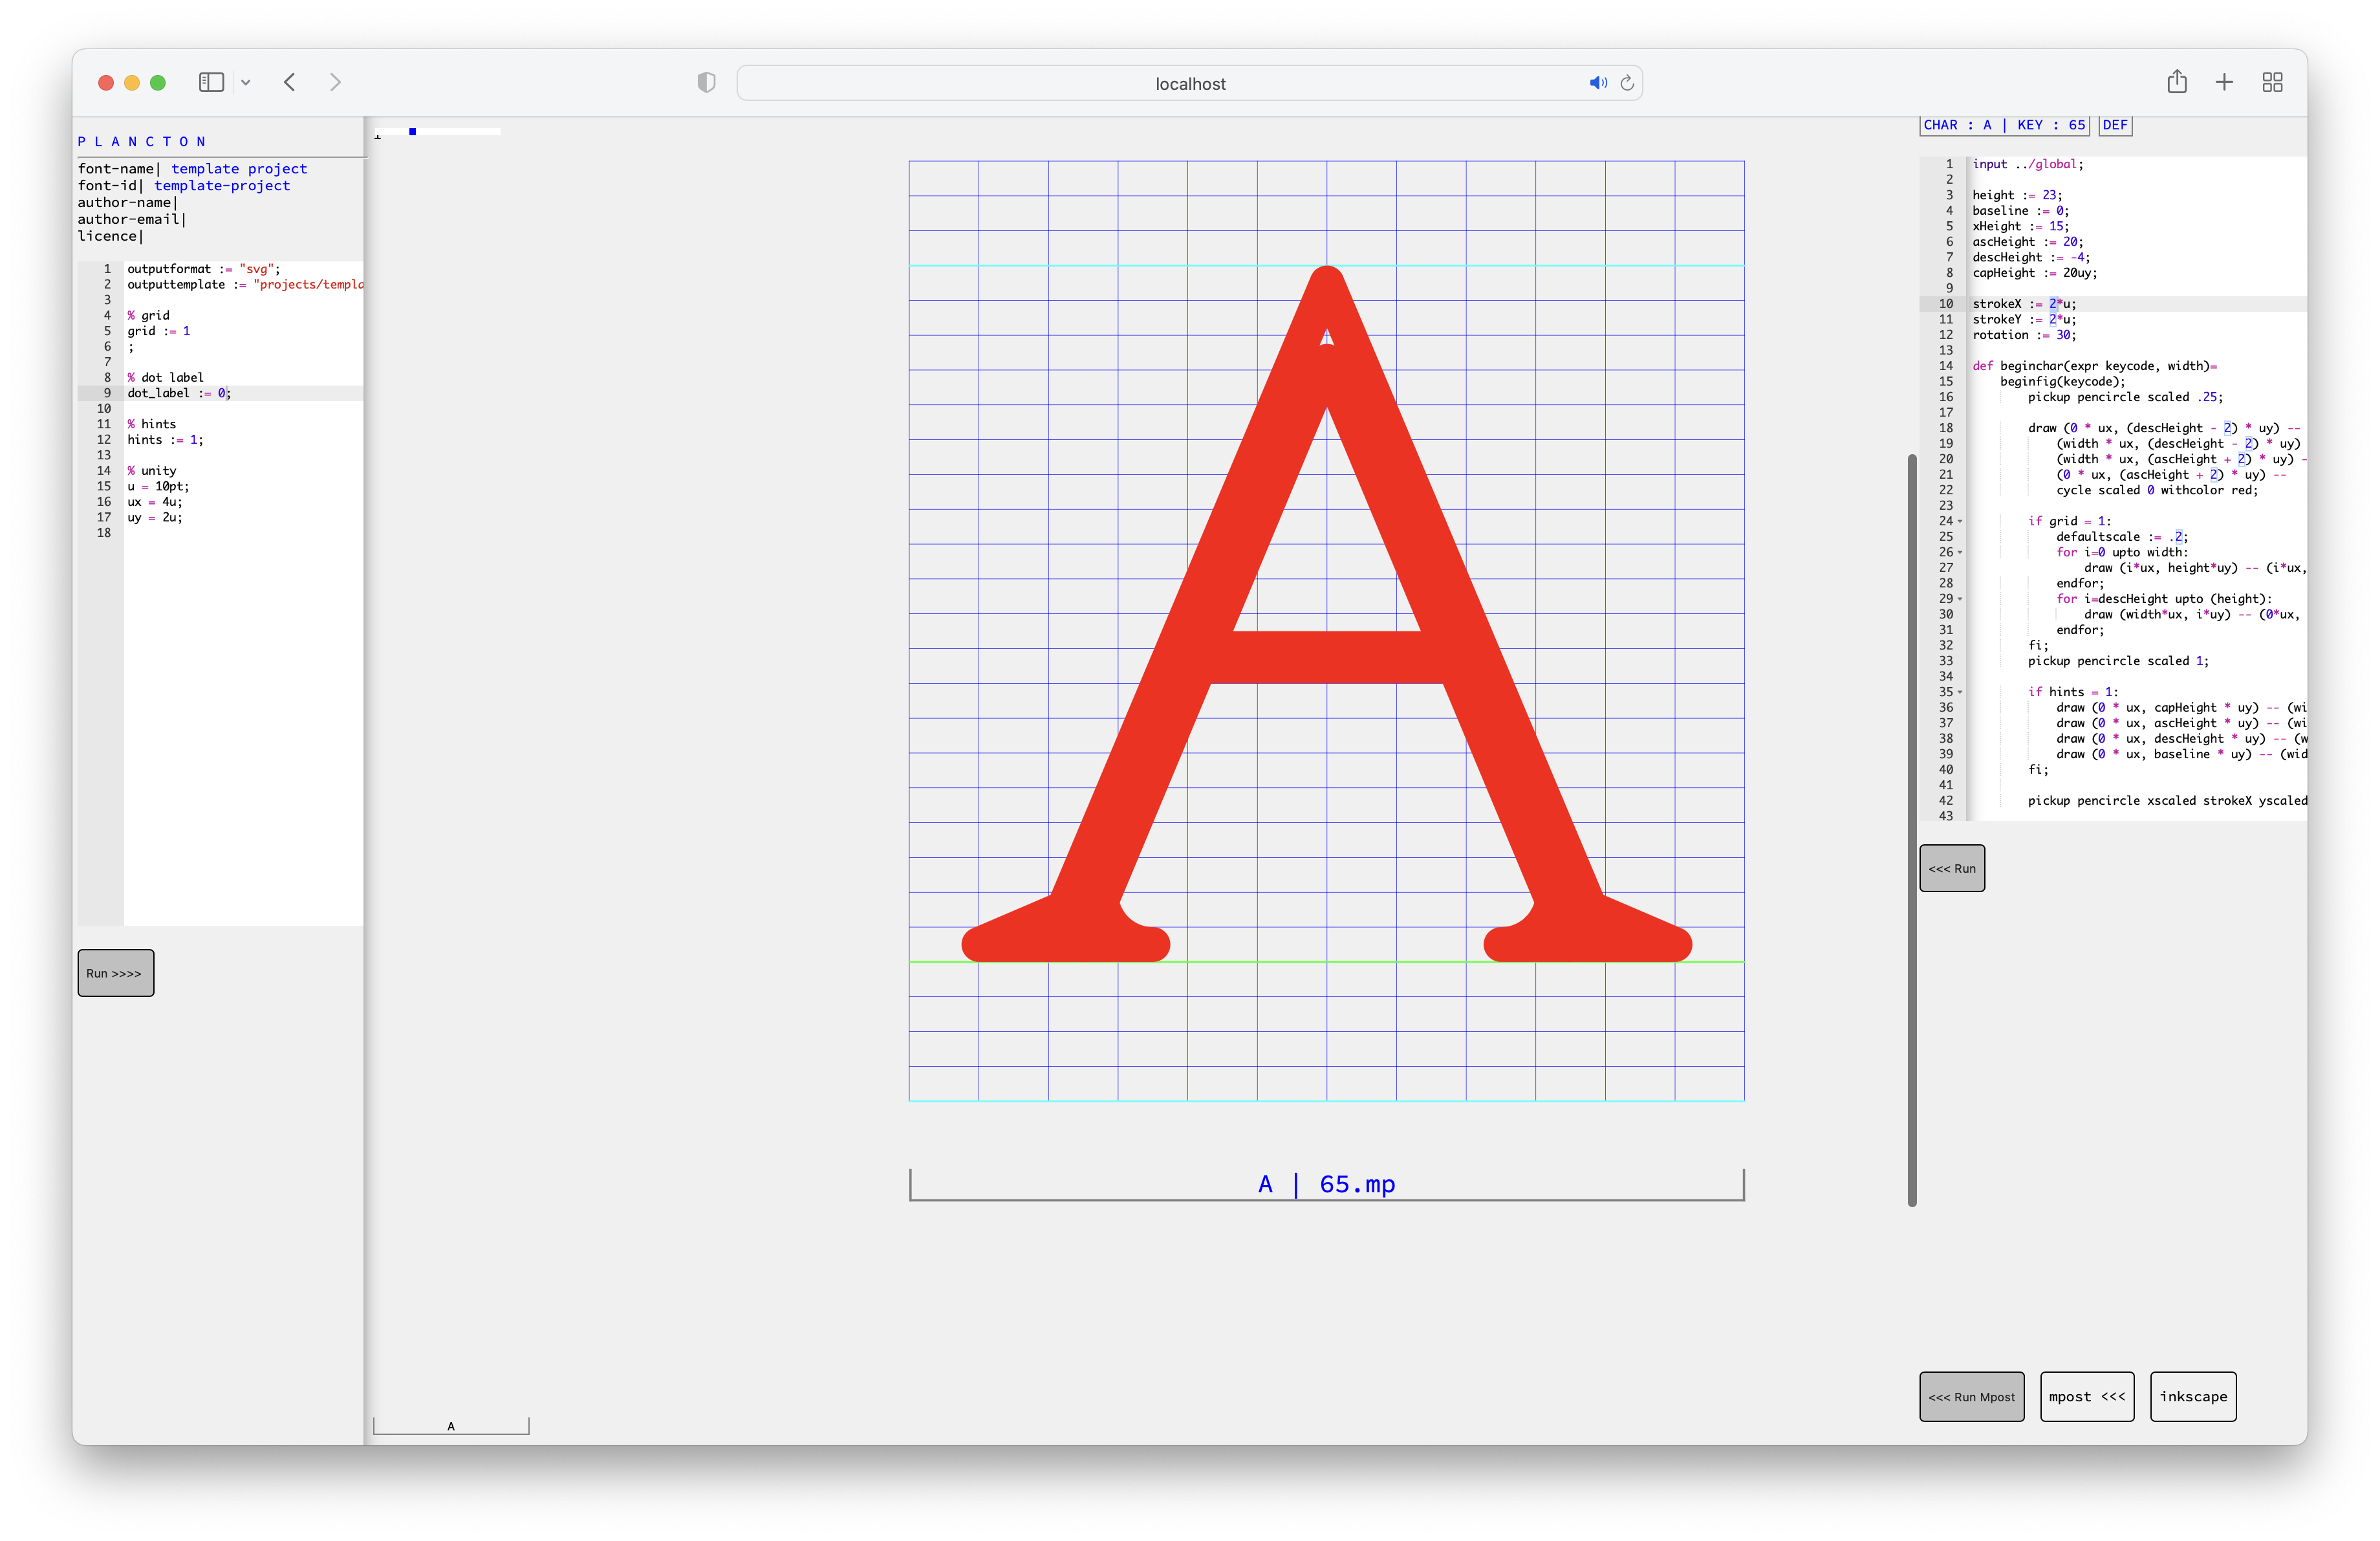 localhost
P L A N C T O N
font-name| template project
font-id| template-project
author-name|
author-email|
licence|
1 outputformat := "svg";
2 outputtemplate := "projects/templa
3
4 % grid
5 grid := 1
6 ;
7
8 % dot label
9 dot_label := 0;
10
11 % hints
12 hints := 1;
13
14 % unity
15 u = 10pt;
16 ux = 4u;
17 uy = 2u;
18
Run >>>>
A
A | 65.mp
A
CHAR : A | KEY : 65 DEF
1 input ../global;
2
3 height := 23;
4 baseline := 0;
5 xHeight := 15;
6 ascHeight := 20;
7 descHeight := -4;
8 capHeight := 20uy;
9
10 strokeX := 2*u;
11 strokeY := 2*u;
12 rotation := 30;
13
14 def beginchar(expr keycode, width)=
15 beginfig(keycode);
16 pickup pencircle scaled .25;
17
18 draw (0 * ux, (descHeight - 2) * uy) --
19 (width * ux, (descHeight - 2) * uy)
20 (width * ux, (ascHeight + 2) * uy) -
21 (0 * ux, (ascHeight + 2) * uy) --
22 cycle scaled 0 withcolor red;
23
24 if grid = 1:
25 defaultscale := .2;
26 for i=0 upto width:
27 draw (i*ux, height*uy) -- (i*ux,
28 endfor;
29 for i=descHeight upto (height):
30 draw (width*ux, i*uy) -- (0*ux,
31 endfor;
32 fi;
33 pickup pencircle scaled 1;
34
35 if hints = 1:
36 draw (0 * ux, capHeight * uy) -- (wi
37 draw (0 * ux, ascHeight * uy) -- (wi
38 draw (0 * ux, descHeight * uy) -- (w
39 draw (0 * ux, baseline * uy) -- (wid
40 fi;
41
42 pickup pencircle xscaled strokeX yscaled
43
<<< Run
<<< Run Mpost
mpost <<<
inkscape